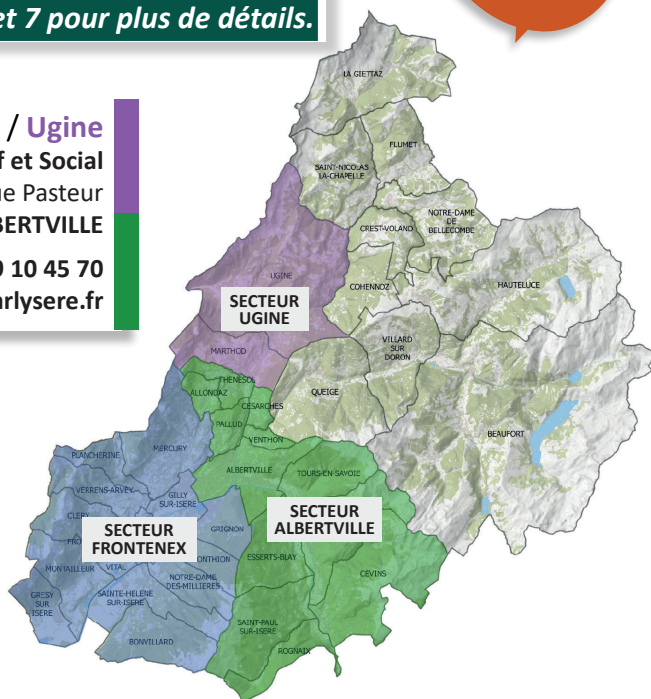 et 7 pour plus de détails.
/ Ugine
f et Social
ue Pasteur
BERTVILLE
10 45 70
arlysere.fr
LA GIETTAZ
FLUMET
SAINT-NICOLAS
LA-CHAPELLE
NOTRE-DAME
DE
BELLECOMBE
CREST-VOLAND
UGINE
COHENNOZ
HAUTELUCE
SECTEUR
UGINE
VILLARD
SUR
DORON
MARTHOD
THENESOL
ALLONDAZ
QUEIGE
CESARCHES
PALLUD
BEAUFORT
VENTHON
MERCURY
PLANCHERINE
ALBERTVILLE
TOURS-EN-SAVOIE
VERRENS-ARVEY
GILLY
SUR-ISERE
CLERY
SECTEUR
FRONTENEX
SECTEUR
ALBERTVILLE
GRIGNON
FRO
ONTHION
ESSERTS-BLAY
MONTAILLEUR
VITAL
CEVINS
NOTRE-DAME
DES-MILLIERES
GRESY
SUR
ISERE
SAINTE-HELENE
SUR-ISERE
SAINT-PAUL
SUR-ISERE
BONVILLARD
ROGNAIX